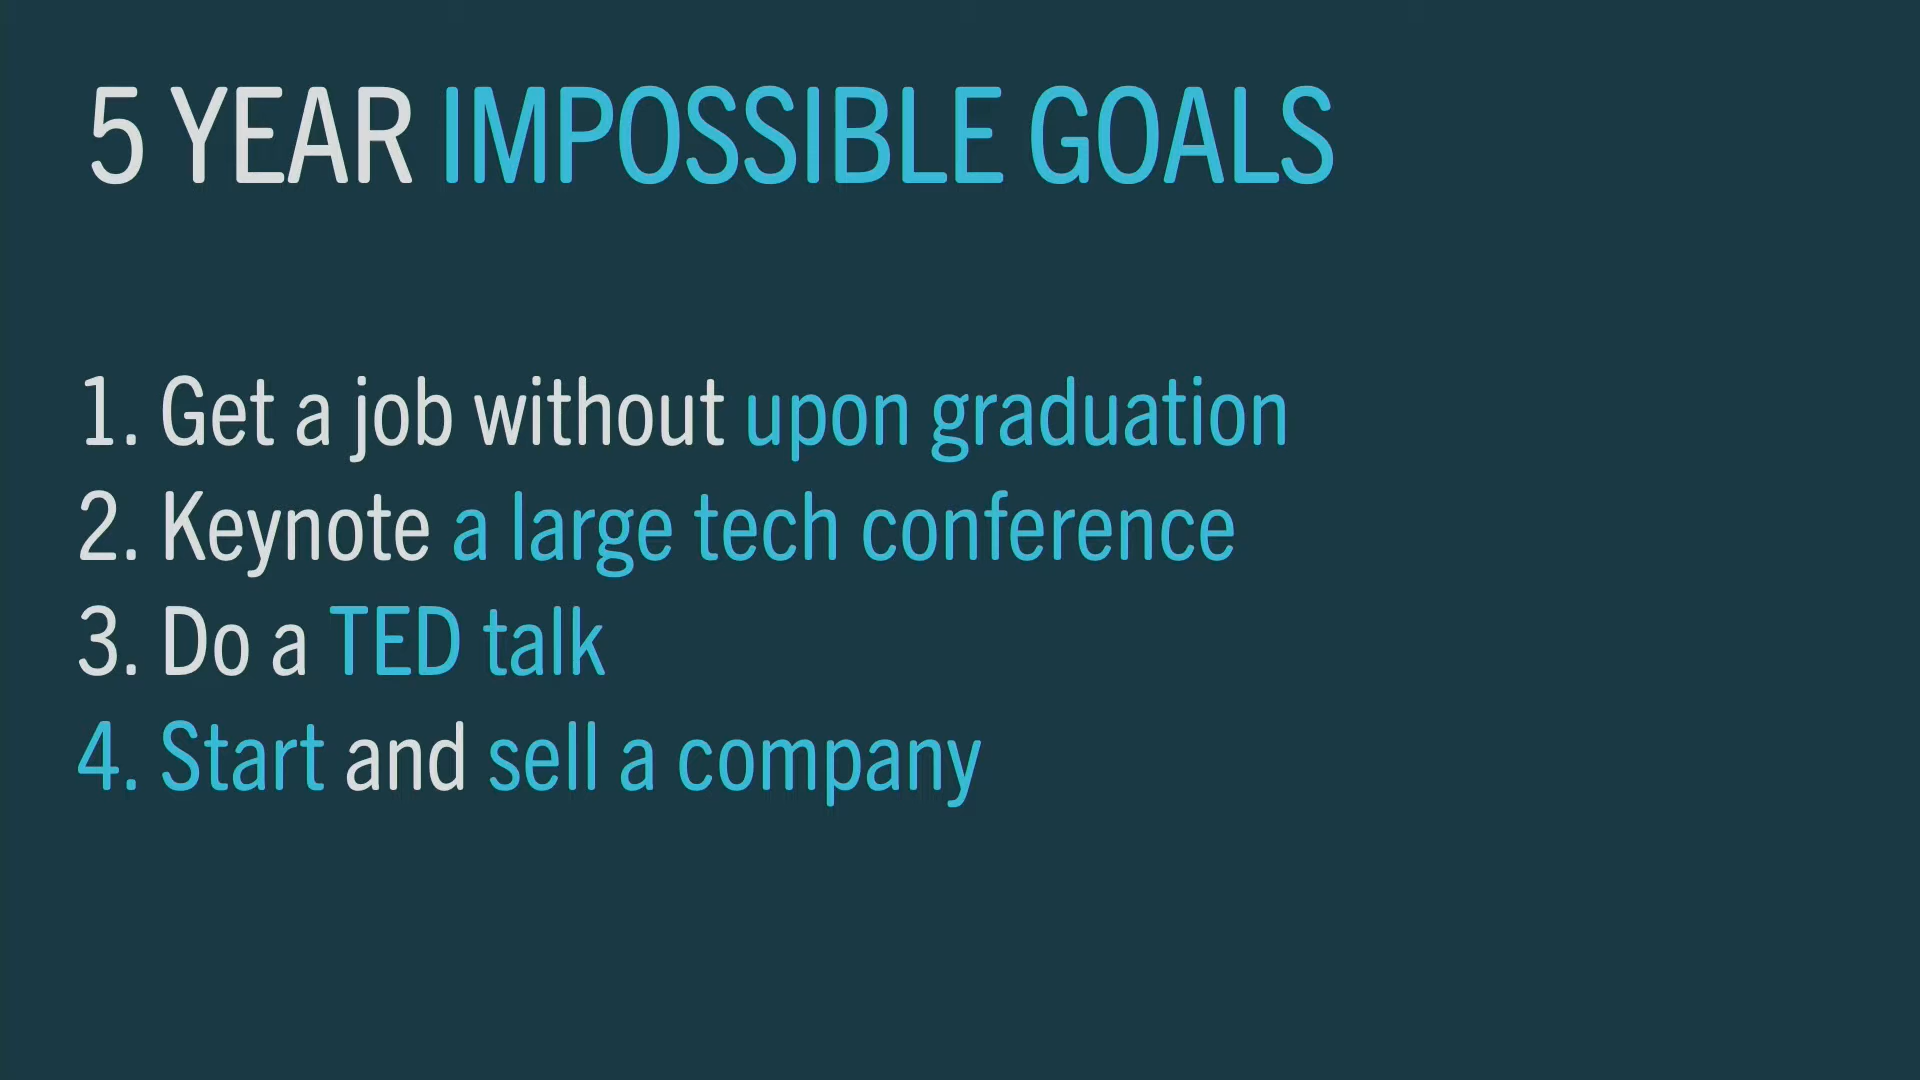 5 YEAR IMPOSSIBLE GOALS
1. Get a job without upon graduation
2. Keynote a large tech conference
3. Do a TED talk
4. Start and sell a company